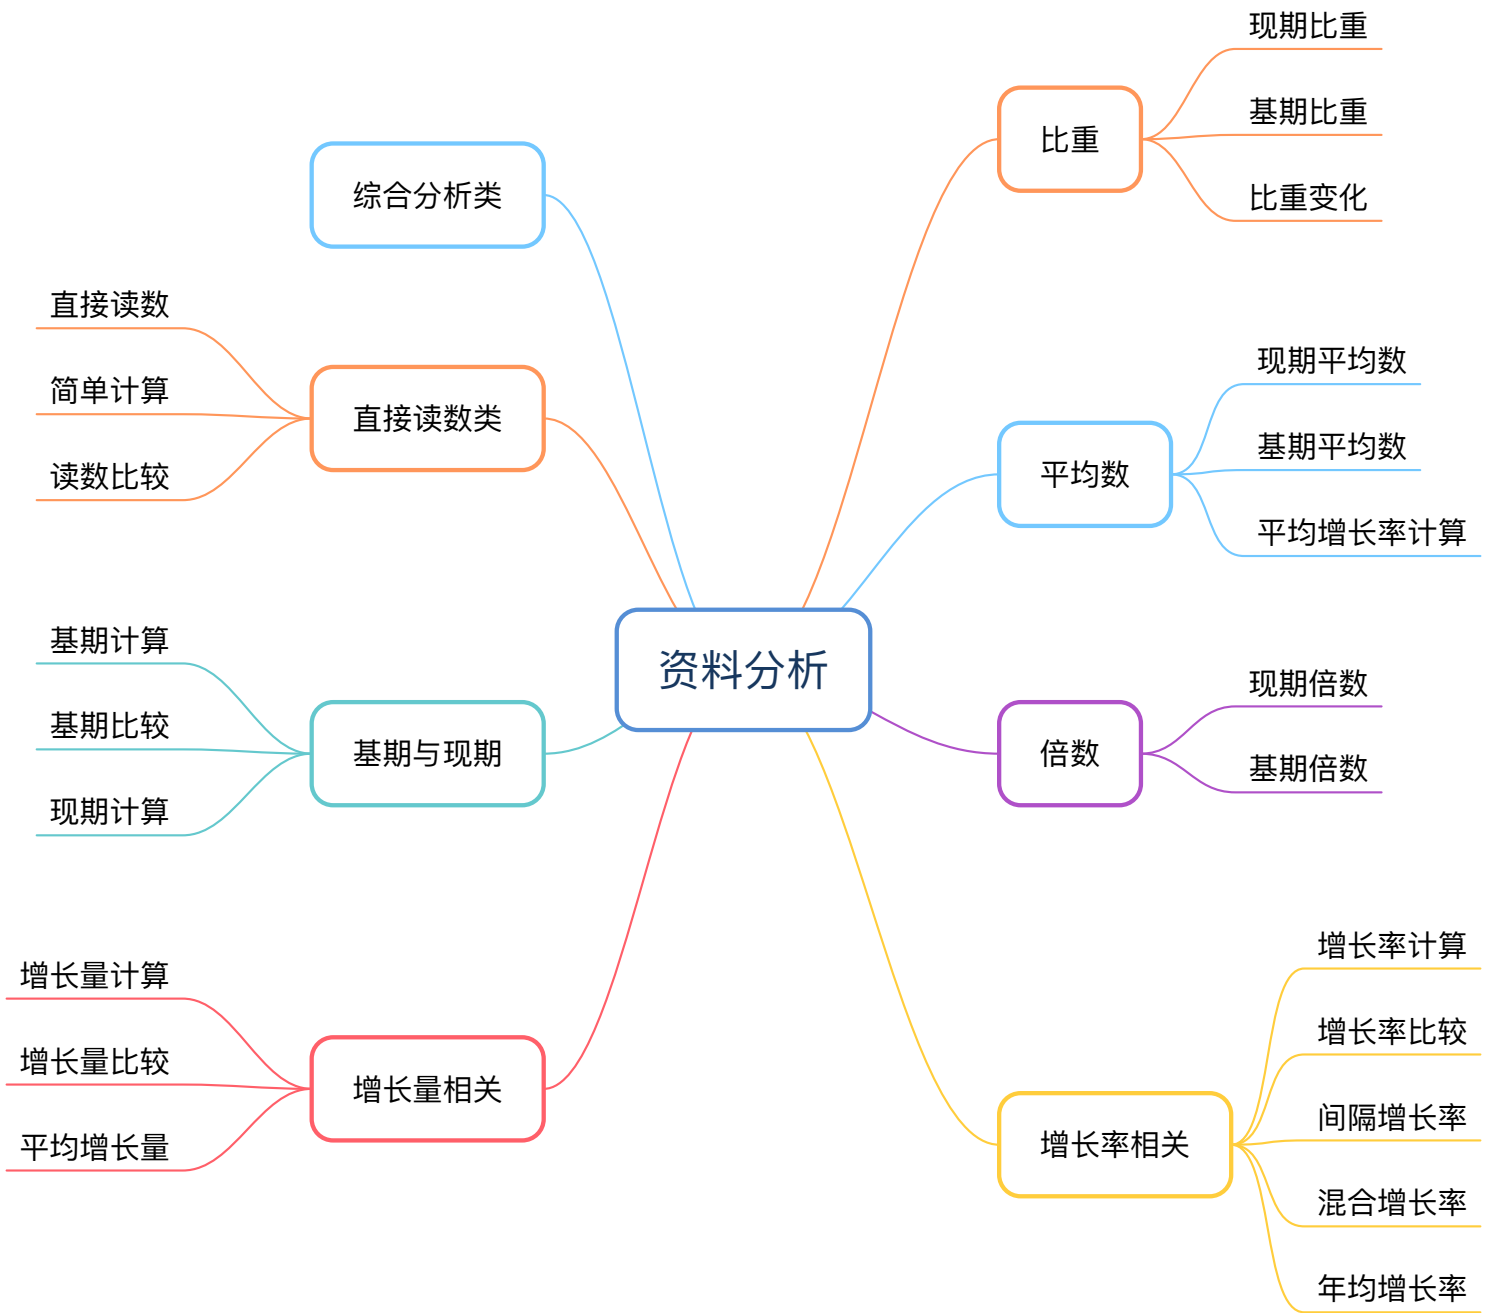 资料分析
比重
现期比重
基期比重
比重变化
平均数
现期平均数
基期平均数
平均增长率计算
倍数
现期倍数
基期倍数
增长率相关
增长率计算
增长率比较
间隔增长率
混合增长率
年均增长率
综合分析类
直接读数类
直接读数
简单计算
读数比较
基期与现期
基期计算
基期比较
现期计算
增长量相关
增长量计算
增长量比较
平均增长量